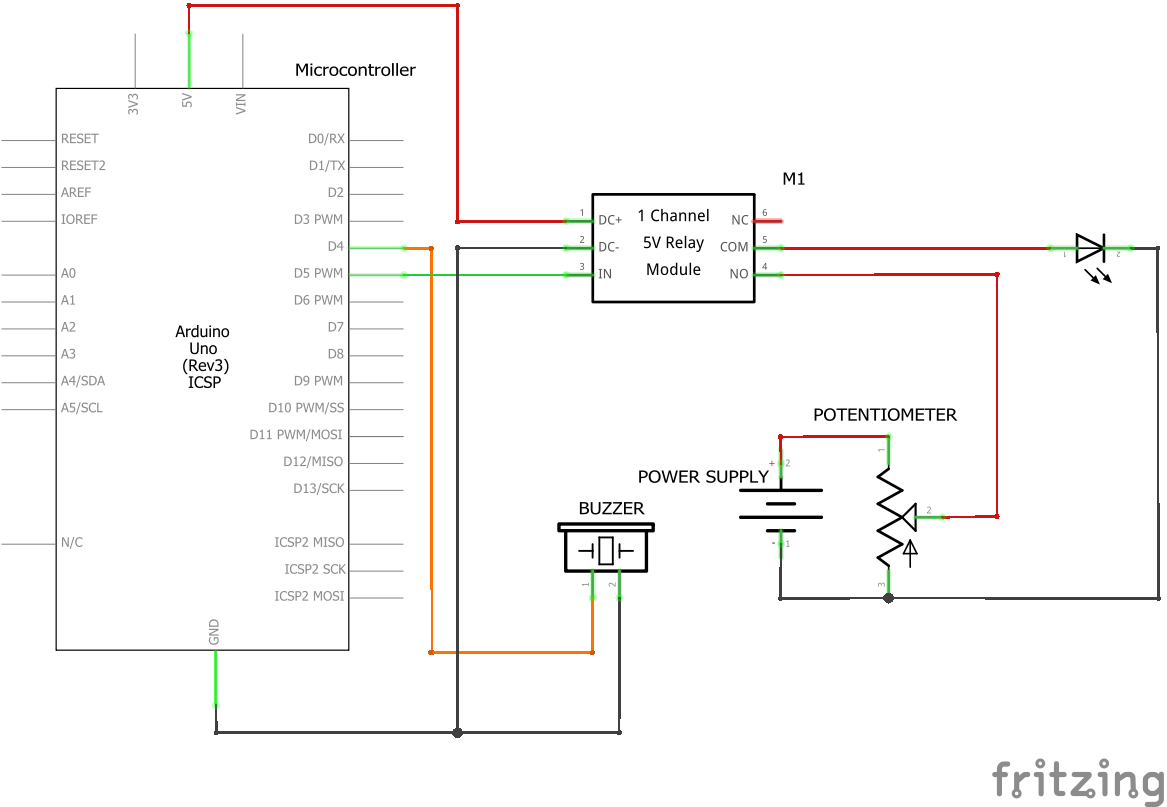 Microcontroller
3V3
5V
VIN
RESET
RESET2
AREF
IOREF
A0
A1
A2
A3
A4/SDA
A5/SCL
N/C
Arduino
Uno
(Rev3)
ICSP
D0/RX
D1/TX
D2
D3 PWM
D4
D5 PWM
D6 PWM
D7
D8
D9 PWM
D10 PWM/SS
D11 PWM/MOSI
D12/MISO
D13/SCK
ICSP2 MISO
ICSP2 SCK
ICSP2 MOSI
GND
M1
1 DC+
2 DC-
3 IN
1 Channel
5V Relay
Module
NC 6
COM 5
NO 4
1
2
POTENTIOMETER
1
2
3
POWER SUPPLY
+ 2
- 1
BUZZER
1
2
fritzing